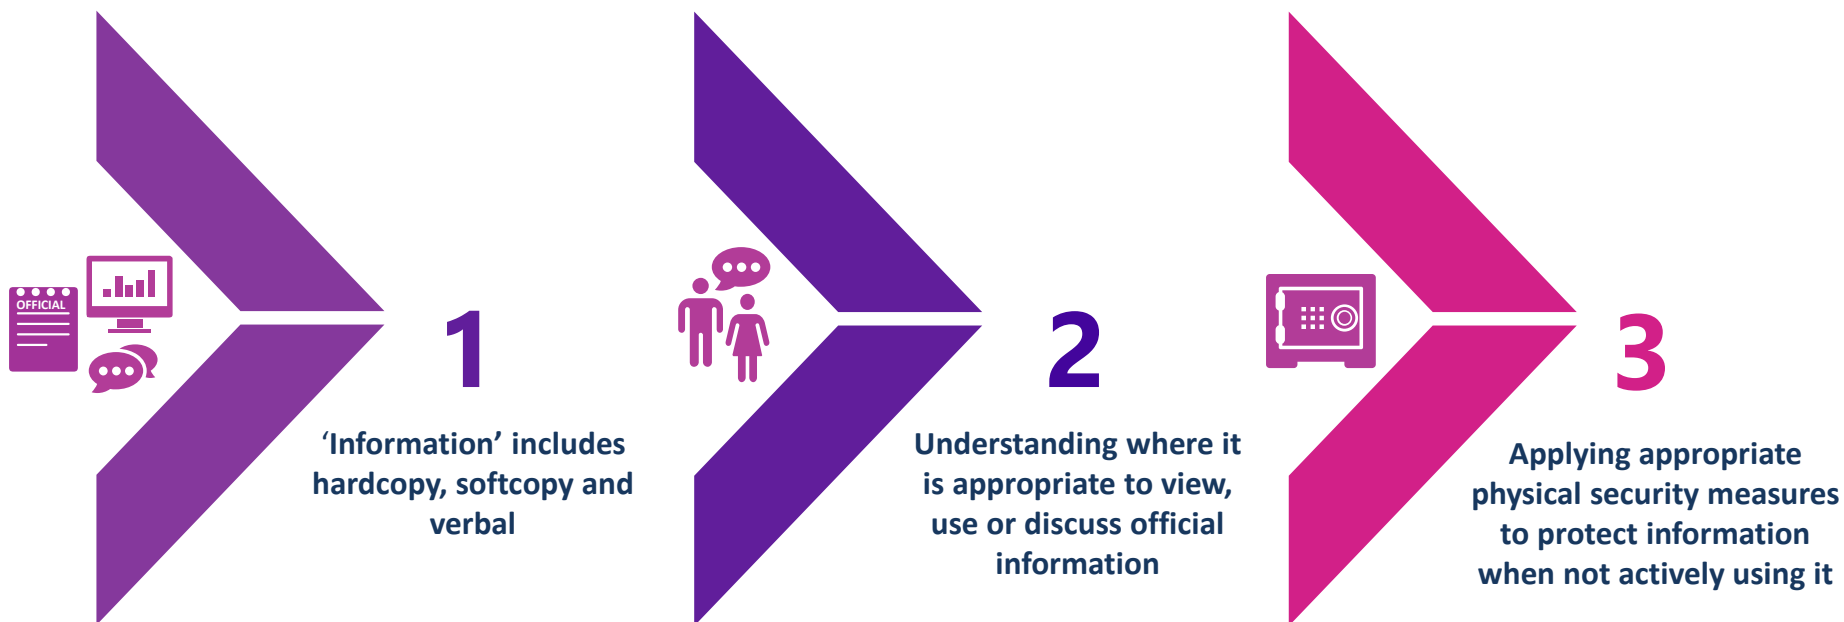 OFFICIAL
1
‘Information’ includes
hardcopy, softcopy and
verbal
2
Understanding where it
is appropriate to view,
use or discuss official
information
3
Applying appropriate
physical security measures
to protect information
when not actively using it